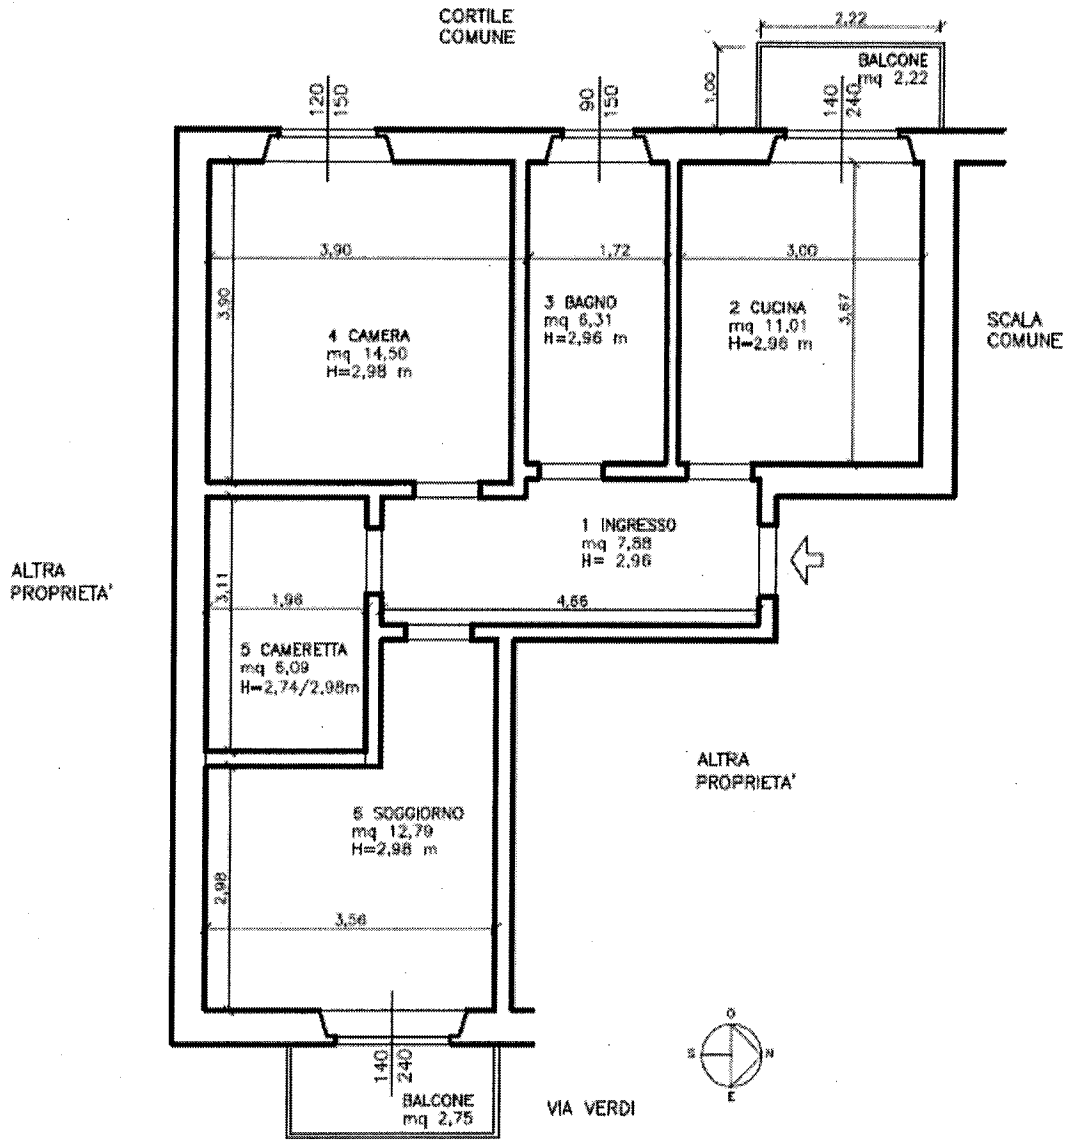 CORTILE
COMUNE
2,22
BALCONE
mq 2,22
1,00
120
150
90
150
140
240
3,90
1,72
3,00
3,90
3,67
3 BAGNO
mq 6,31
H=2,96 m
2 CUCINA
mq 11,01
H=2,96 m
SCALA
COMUNE
4 CAMERA
mq 14,50
H=2,98 m
1 INGRESSO
mq 7,88
H= 2,96
ALTRA
PROPRIETA'
3,11
1,96
4,66
5 CAMERETTA
mq 6,09
H=2,74/2,98m
ALTRA
PROPRIETA'
6 SOGGIORNO
mq 12,79
H=2,98 m
2,98
3,56
O
S
N
E
140
240
BALCONE
mq 2,75
VIA VERDI